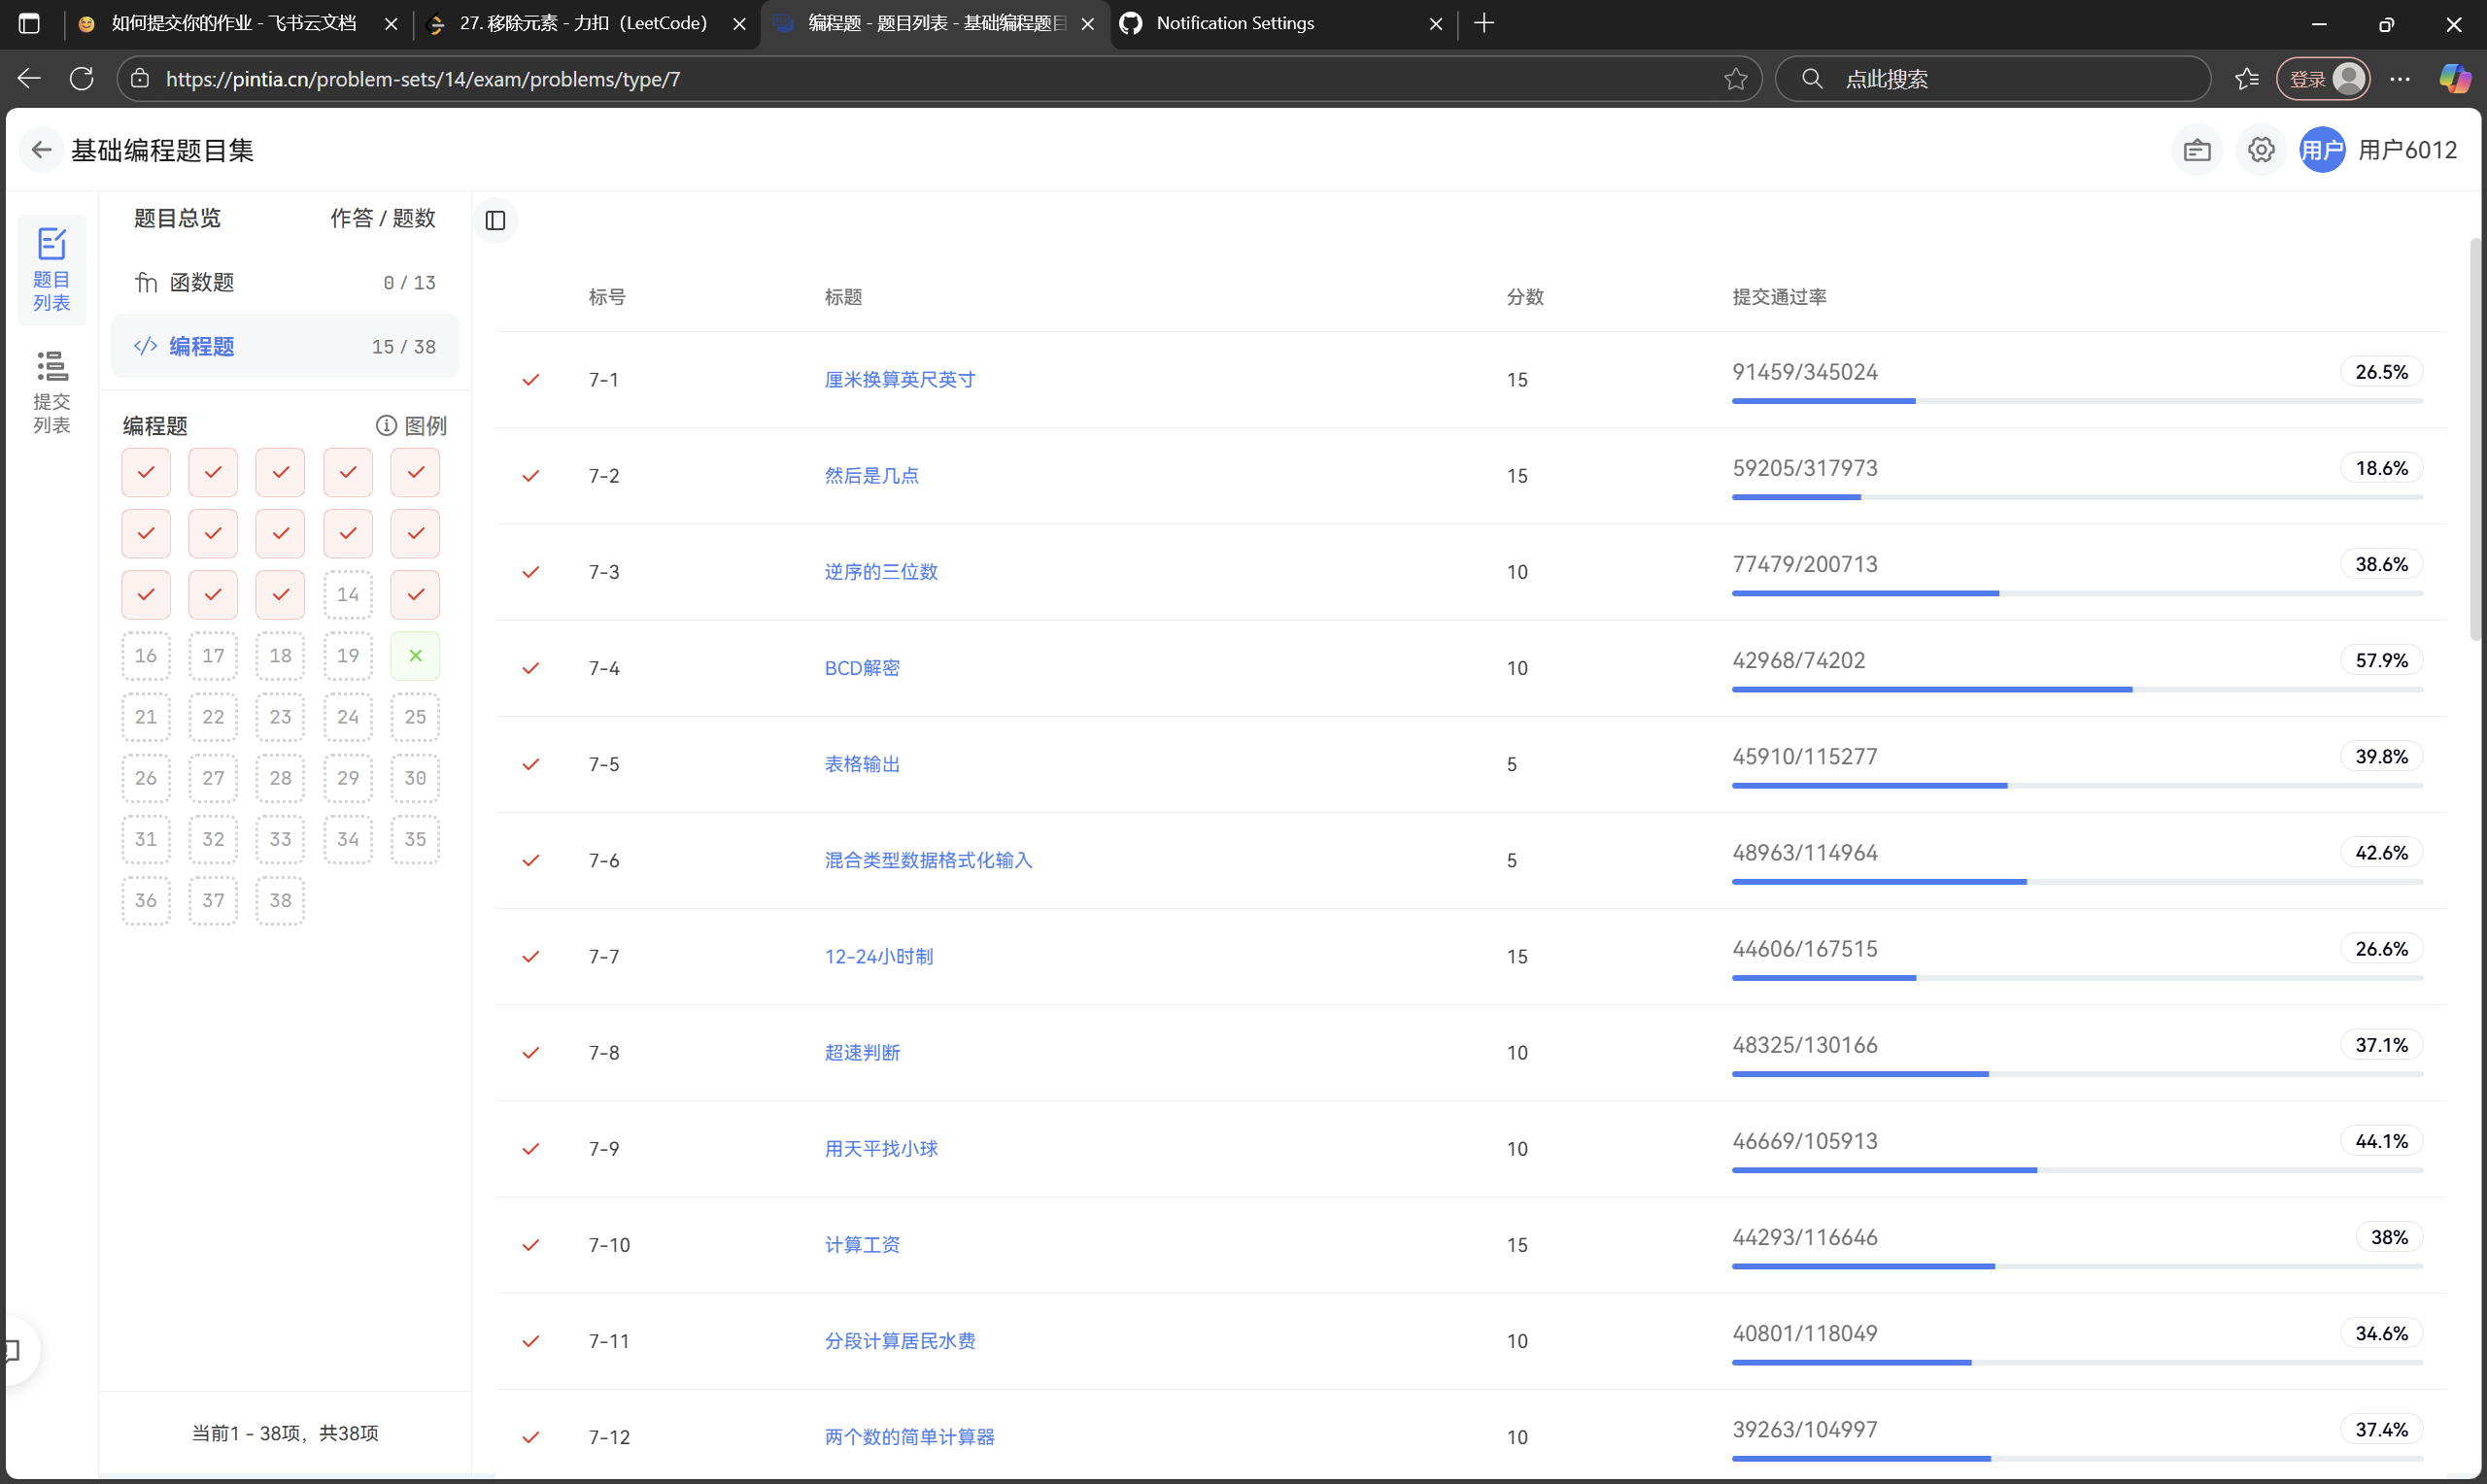 如何提交你的作业 - 飞书云文档
27. 移除元素 - 力扣（LeetCode）
编程题 - 题目列表 - 基础编程题目
Notification Settings
https://pintia.cn/problem-sets/14/exam/problems/type/7
点此搜索
登录
基础编程题目集
用户
用户6012
题目列表
提交列表
题目总览 作答 / 题数
函数题 0 / 13
</> 编程题 15 / 38
编程题 图例
14
16 17 18 19
21 22 23 24 25
26 27 28 29 30
31 32 33 34 35
36 37 38
当前1 - 38项，共38项
标号 标题 分数 提交通过率
7-1 厘米换算英尺英寸 15 91459/345024 26.5%
7-2 然后是几点 15 59205/317973 18.6%
7-3 逆序的三位数 10 77479/200713 38.6%
7-4 BCD解密 10 42968/74202 57.9%
7-5 表格输出 5 45910/115277 39.8%
7-6 混合类型数据格式化输入 5 48963/114964 42.6%
7-7 12-24小时制 15 44606/167515 26.6%
7-8 超速判断 10 48325/130166 37.1%
7-9 用天平找小球 10 46669/105913 44.1%
7-10 计算工资 15 44293/116646 38%
7-11 分段计算居民水费 10 40801/118049 34.6%
7-12 两个数的简单计算器 10 39263/104997 37.4%